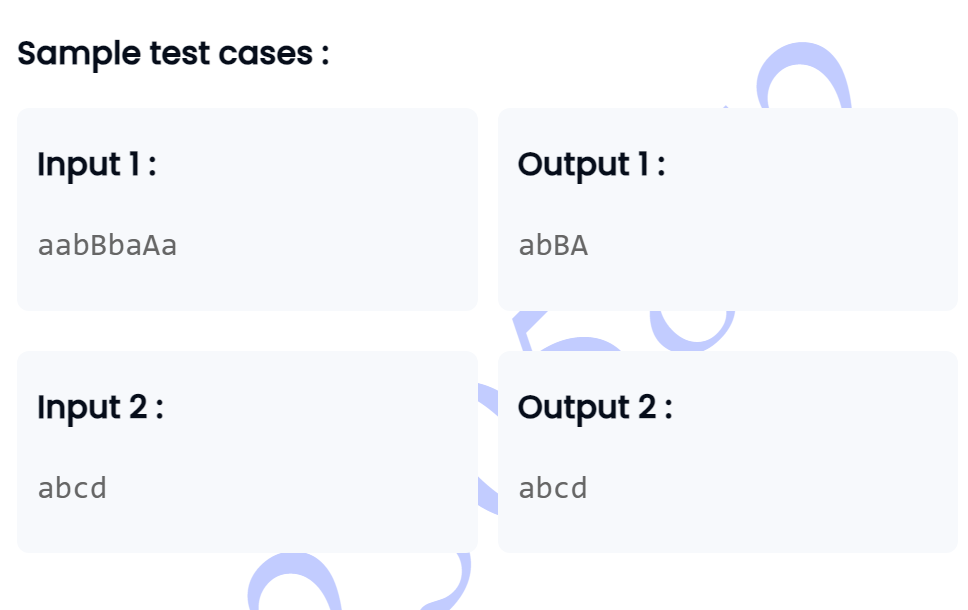 Sample test cases :
Input 1 :
aabBbaAa
Output 1 :
abBA
Input 2 :
abcd
Output 2 :
abcd